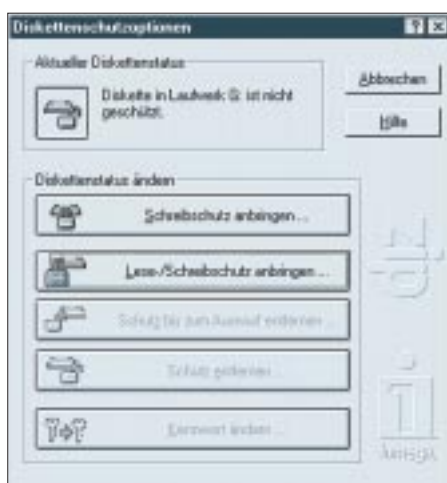 Diskettenschutzoptionen
Aktueller Diskettenstatus
Diskette in Laufwerk G: ist nicht
geschützt.
Abbrechen
Hilfe
Diskettenstatus ändern
Schreibschutz anbringen...
Lese-/Schreibschutz anbringen...
Schutz bis zum Auswurf entfernen...
Schutz entfernen...
Kennwort ändern...
zip
iomega